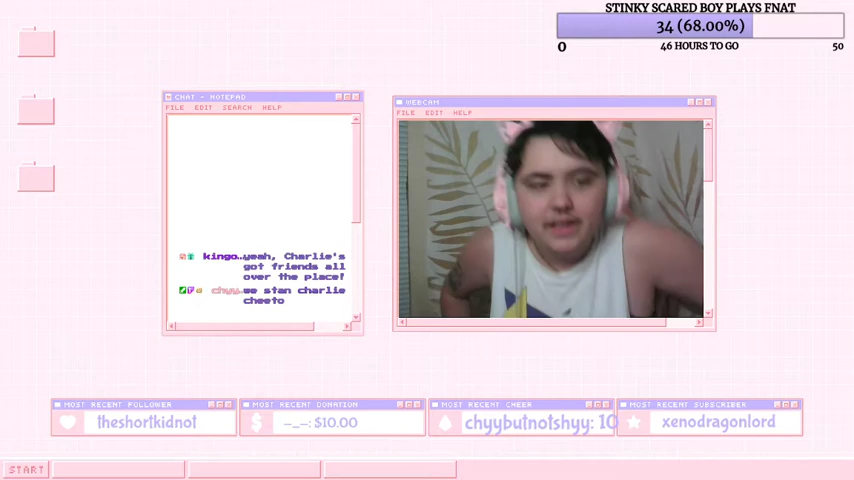 STINKY SCARED BOY PLAYS FNAT
34 (68.00%)
0 46 HOURS TO GO 50
CHAT - NOTEPAD
FILE EDIT SEARCH HELP
kingo… yeah, Charlie's
got friends all
over the place?
chyy… we stan charlie
cheeto
WEBCAM
FILE EDIT HELP
MOST RECENT FOLLOWER
theshortkidnot
MOST RECENT DONATION
$ -_-: $10.00
MOST RECENT CHEER
chyybutnotshyy: 10
MOST RECENT SUBSCRIBER
xenodragonlord
START